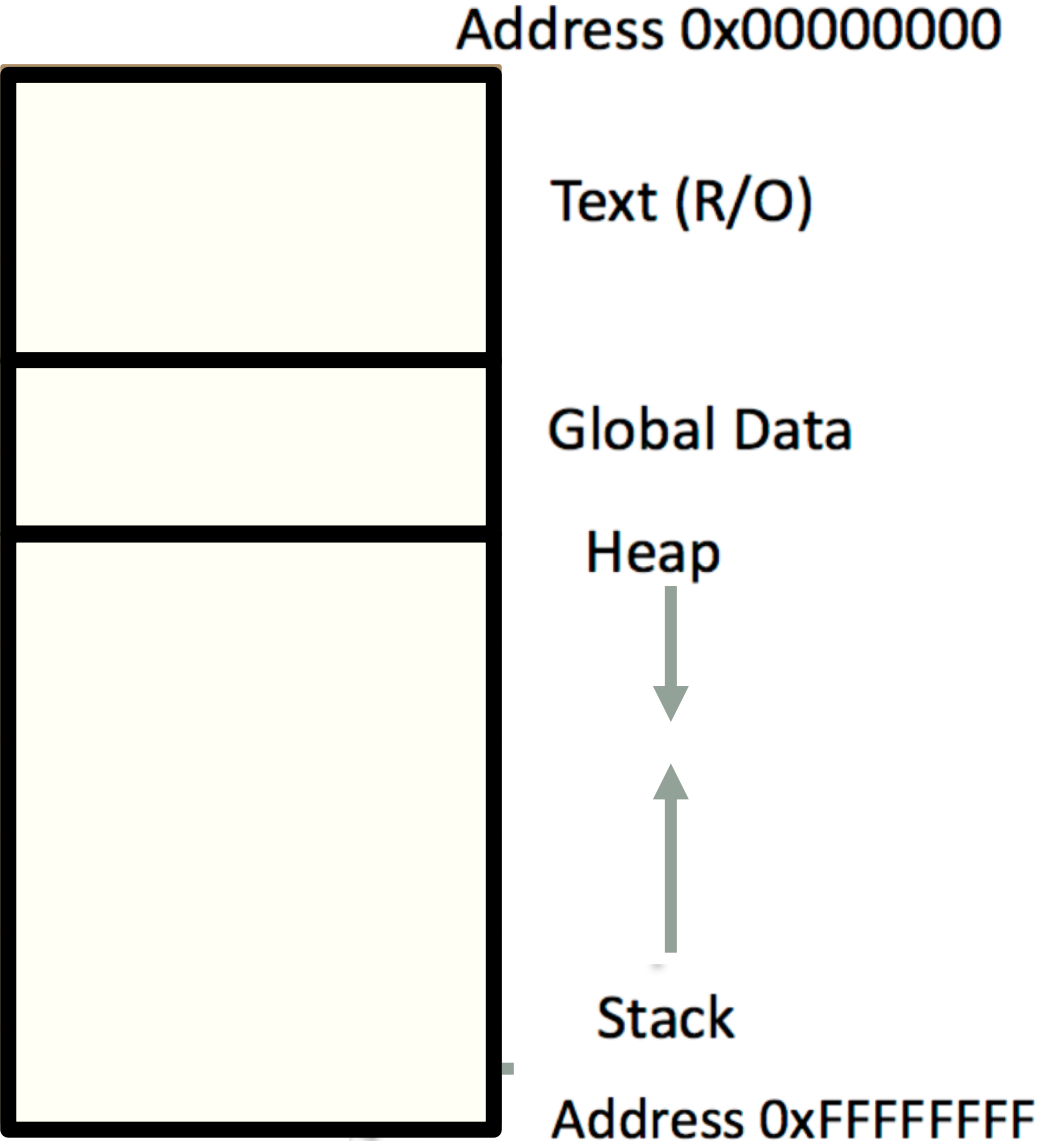 Address 0x00000000
Text (R/O)
Global Data
Heap
Stack
Address 0xFFFFFFFF